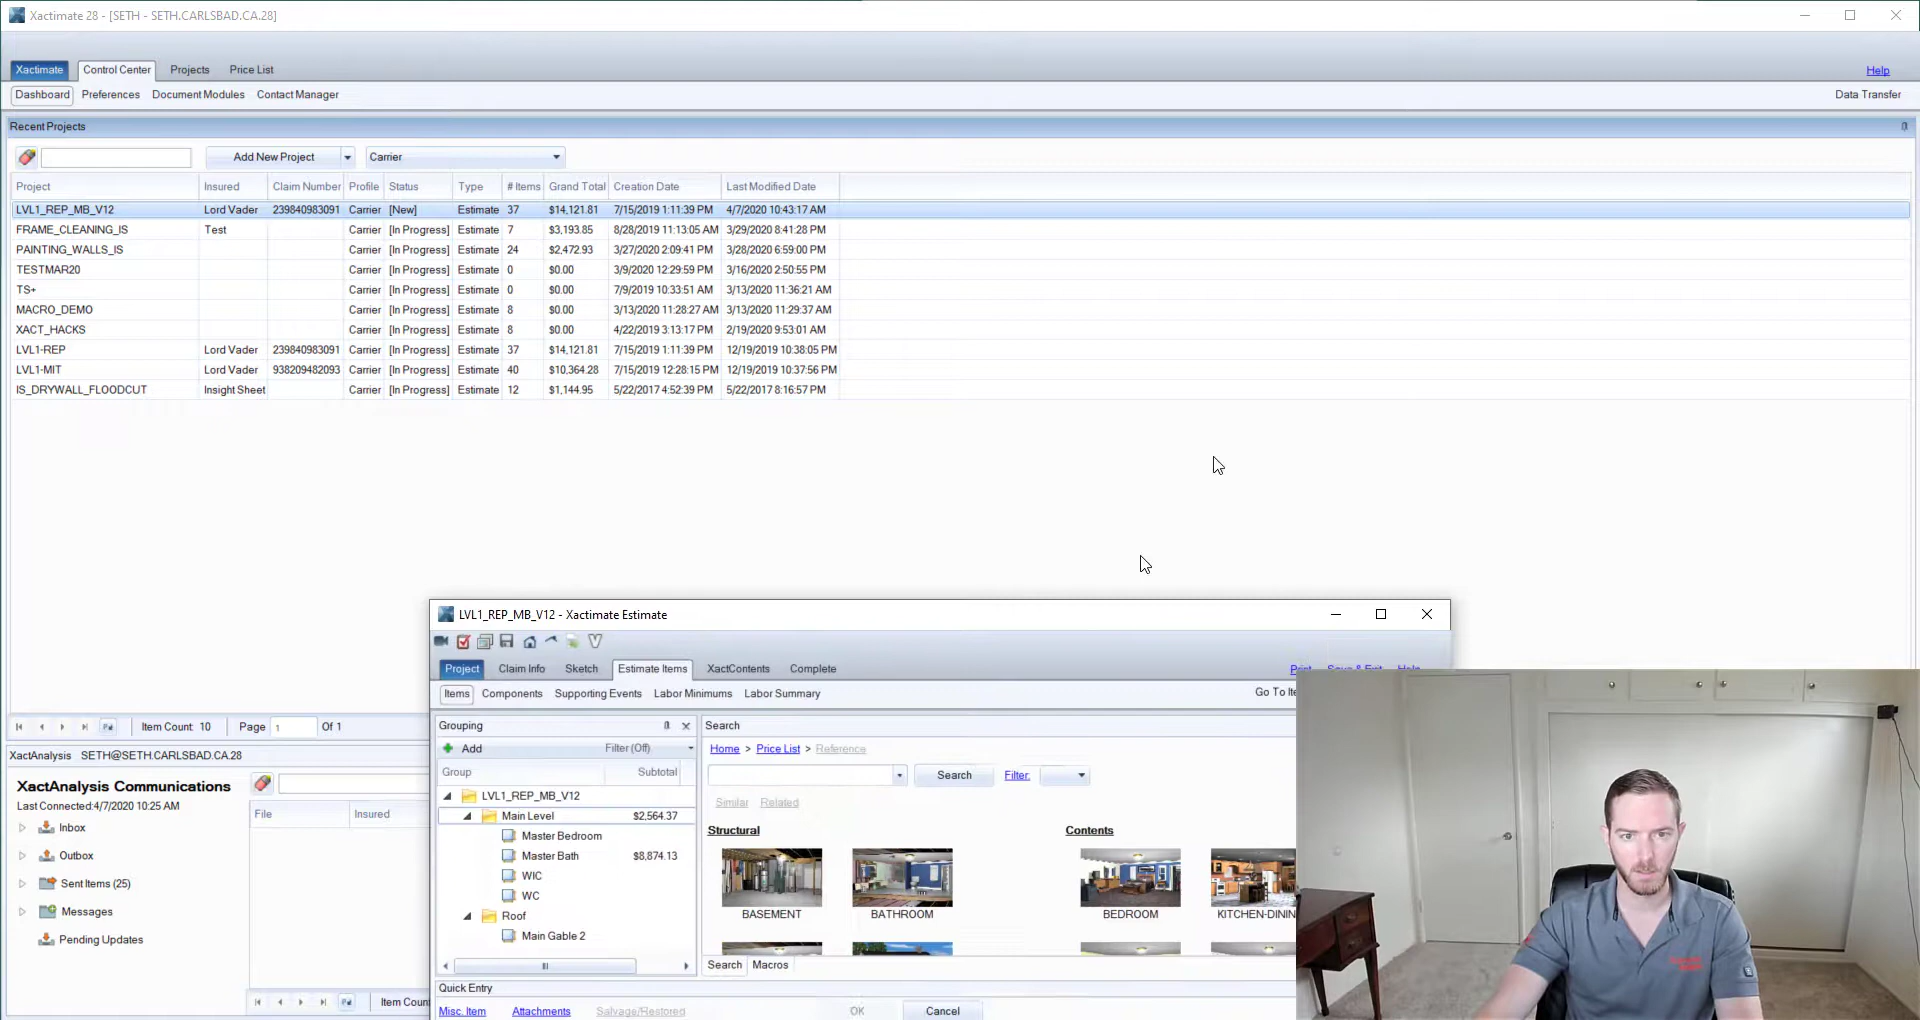 Xactimate 28 - [SETH - SETH.CARLSBAD.CA.28]
Xactimate Control Center Projects Price List Help
Dashboard Preferences Document Modules Contact Manager Data Transfer
Recent Projects
Add New Project Carrier
Project Insured Claim Number Profile Status Type # Items Grand Total Creation Date Last Modified Date
LVL1_REP_MB_V12 Lord Vader 239840983091 Carrier [New] Estimate 37 $14,121.81 7/15/2019 1:11:39 PM 4/7/2020 10:43:17 AM
FRAME_CLEANING_IS Test Carrier [In Progress] Estimate 7 $3,193.85 8/28/2019 11:13:05 AM 3/29/2020 8:41:28 PM
PAINTING_WALLS_IS Carrier [In Progress] Estimate 24 $2,472.93 3/27/2020 2:09:41 PM 3/28/2020 6:59:00 PM
TESTMAR20 Carrier [In Progress] Estimate 0 $0.00 3/9/2020 12:29:59 PM 3/16/2020 2:50:55 PM
TS+ Carrier [In Progress] Estimate 0 $0.00 7/9/2019 10:33:51 AM 3/13/2020 11:36:21 AM
MACRO_DEMO Carrier [In Progress] Estimate 8 $0.00 3/13/2020 11:28:27 AM 3/13/2020 11:29:37 AM
XACT_HACKS Carrier [In Progress] Estimate 8 $0.00 4/22/2019 3:13:17 PM 2/19/2020 9:53:01 AM
LVL1-REP Lord Vader 239840983091 Carrier [In Progress] Estimate 37 $14,121.81 7/15/2019 1:11:39 PM 12/19/2019 10:38:05 PM
LVL1-MIT Lord Vader 938209482093 Carrier [In Progress] Estimate 40 $10,364.28 7/15/2019 12:28:15 PM 12/19/2019 10:37:56 PM
IS_DRYWALL_FLOODCUT Insight Sheet Carrier [In Progress] Estimate 12 $1,144.95 5/22/2017 4:52:39 PM 5/22/2017 8:16:57 PM
Item Count: 10 Page 1 Of 1
XactAnalysis SETH@SETH.CARLSBAD.CA.28
XactAnalysis Communications
Last Connected:4/7/2020 10:25 AM
Inbox
Outbox
Sent Items (25)
Messages
Pending Updates
File Insured
Item Coun
LVL1_REP_MB_V12 - Xactimate Estimate
Project Claim Info Sketch Estimate Items XactContents Complete Print Save & Exit Help
Items Components Supporting Events Labor Minimums Labor Summary Go To Ite
Grouping
Add Filter (Off)
Group Subtotal
LVL1_REP_MB_V12
Main Level $2,564.37
Master Bedroom
Master Bath $8,874.13
WIC
WC
Roof
Main Gable 2
Search
Home > Price List > Reference
Search Filter:
Similar Related
Structural Contents
BASEMENT BATHROOM BEDROOM KITCHEN-DININ
Search Macros
Quick Entry
Misc. Item Attachments Salvage/Restored OK Cancel